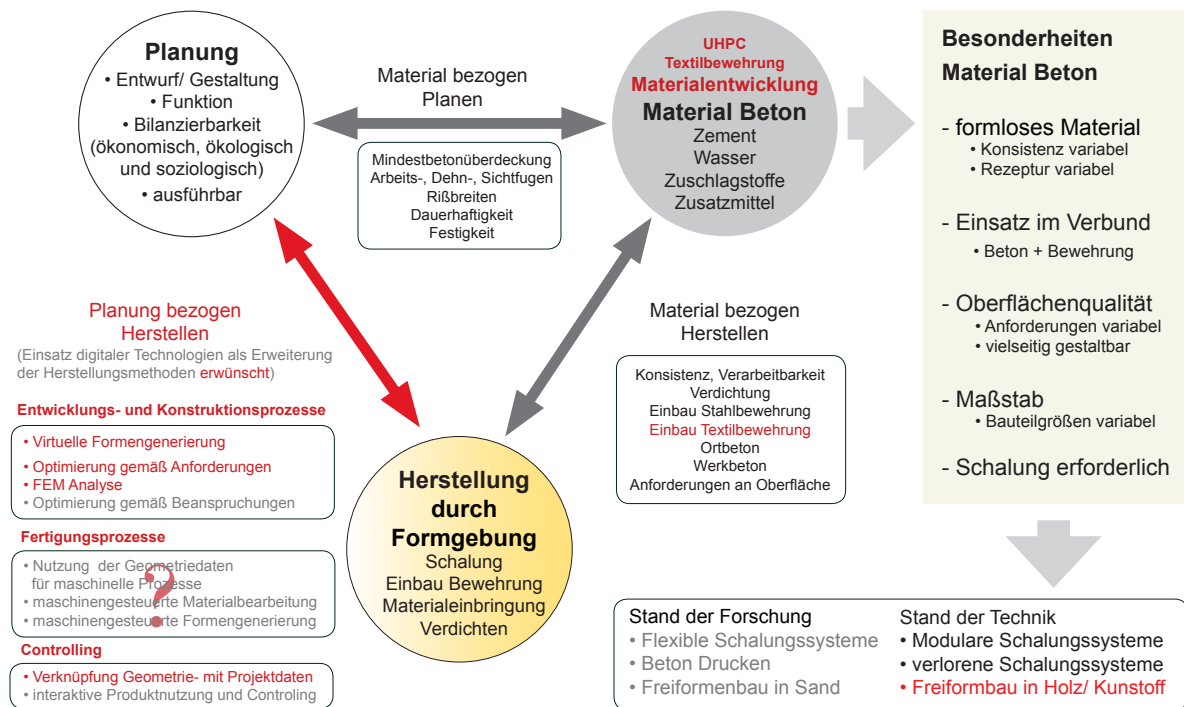 Planung
• Entwurf/ Gestaltung
• Funktion
• Bilanzierbarkeit
(ökonomisch, ökologisch
und soziologisch)
• ausführbar
Material bezogen
Planen
Mindestbetonüberdeckung
Arbeits-, Dehn-, Sichtfugen
Rißbreiten
Dauerhaftigkeit
Festigkeit
UHPC
Textilbewehrung
Materialentwicklung
Material Beton
Zement
Wasser
Zuschlagstoffe
Zusatzmittel
Besonderheiten
Material Beton
- formloses Material
• Konsistenz variabel
• Rezeptur variabel
- Einsatz im Verbund
• Beton + Bewehrung
- Oberflächenqualität
• Anforderungen variabel
• vielseitig gestaltbar
- Maßstab
• Bauteilgrößen variabel
- Schalung erforderlich
Planung bezogen
Herstellen
(Einsatz digitaler Technologien als Erweiterung
der Herstellungsmethoden erwünscht)
Entwicklungs- und Konstruktionsprozesse
• Virtuelle Formengenerierung
• Optimierung gemäß Anforderungen
• FEM Analyse
• Optimierung gemäß Beanspruchungen
Fertigungsprozesse
• Nutzung der Geometriedaten
für maschinelle Prozesse
• maschinengesteuerte Materialbearbeitung
• maschinengesteuerte Formengenerierung
?
Controlling
• Verknüpfung Geometrie- mit Projektdaten
• interaktive Produktnutzung und Controling
Herstellung
durch
Formgebung
Schalung
Einbau Bewehrung
Materialeinbringung
Verdichten
Material bezogen
Herstellen
Konsistenz, Verarbeitbarkeit
Verdichtung
Einbau Stahlbewehrung
Einbau Textilbewehrung
Ortbeton
Werkbeton
Anforderungen an Oberfläche
Stand der Forschung
• Flexible Schalungssysteme
• Beton Drucken
• Freiformenbau in Sand
Stand der Technik
• Modulare Schalungssysteme
• verlorene Schalungssysteme
• Freiformbau in Holz/ Kunstoff